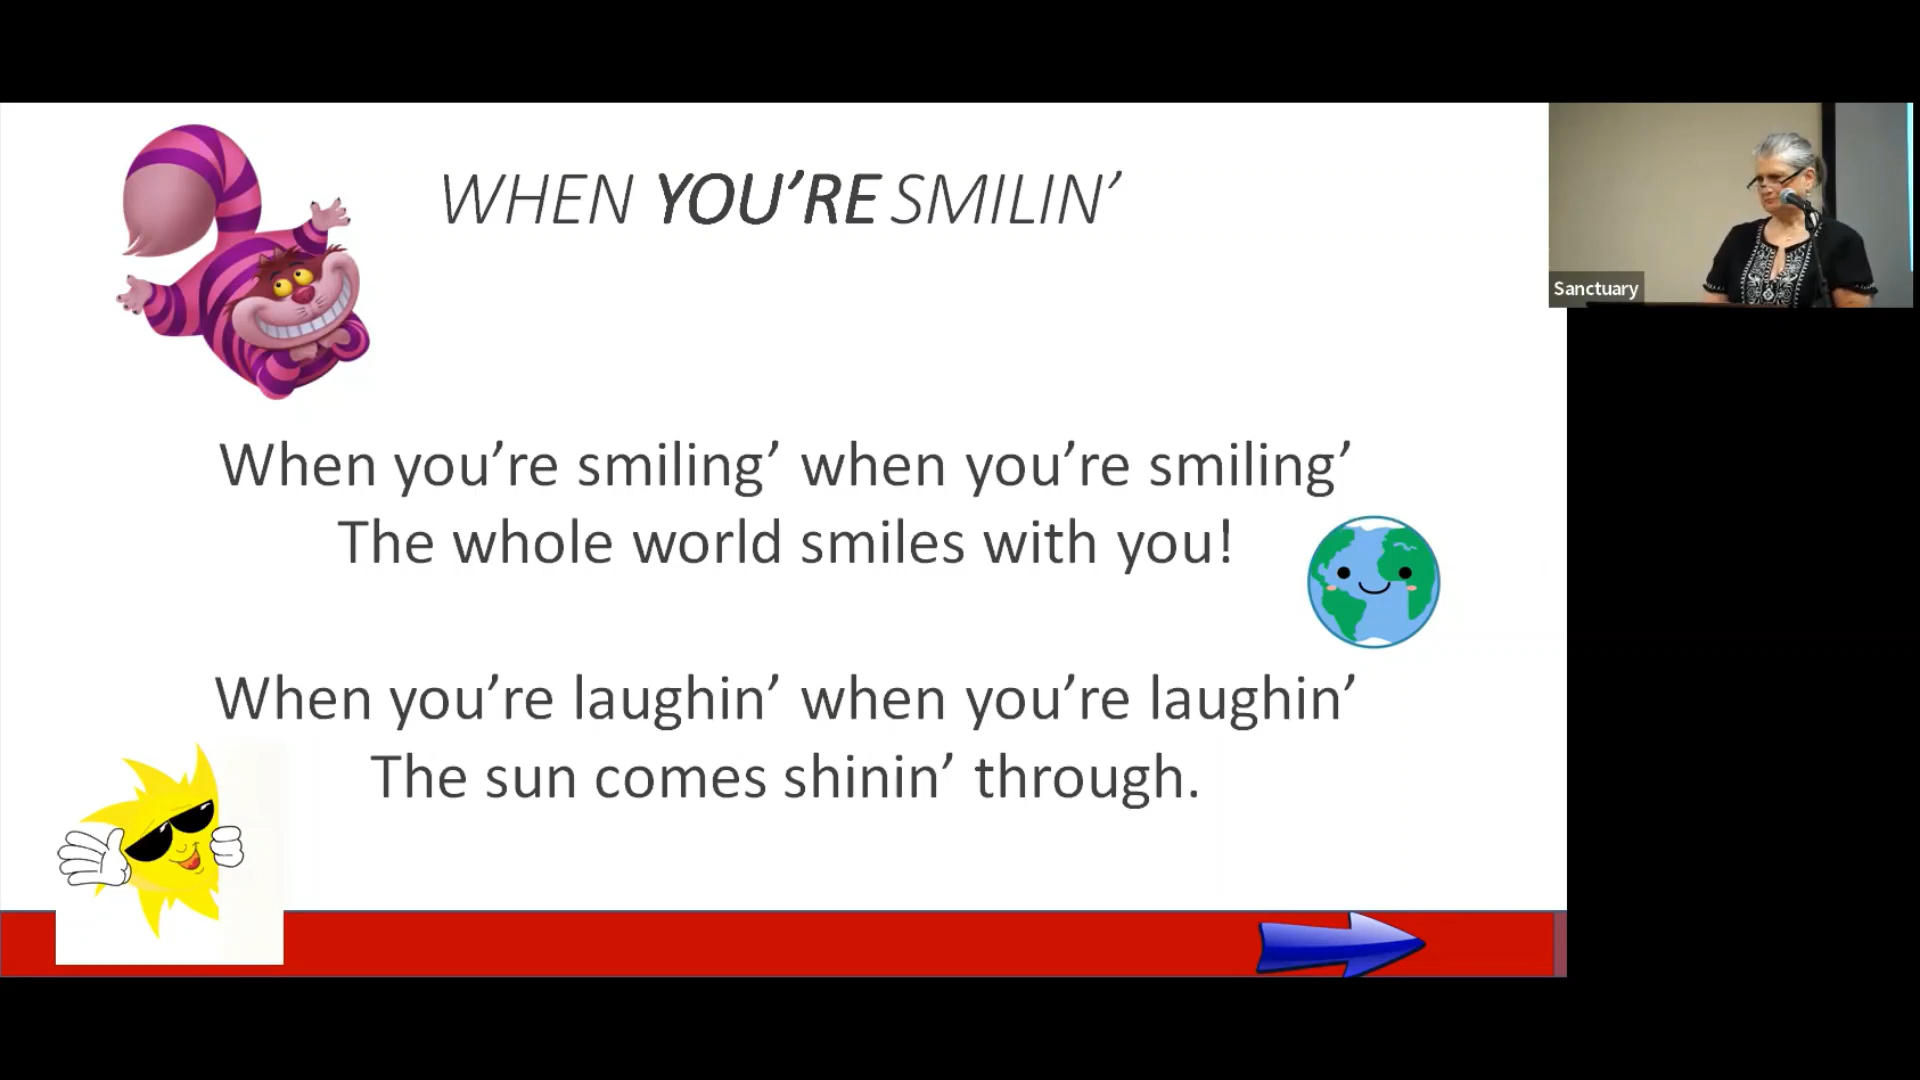 WHEN YOU’RE SMILIN’
Sanctuary
When you’re smiling’ when you’re smiling’
The whole world smiles with you!
When you’re laughin’ when you’re laughin’
The sun comes shinin’ through.